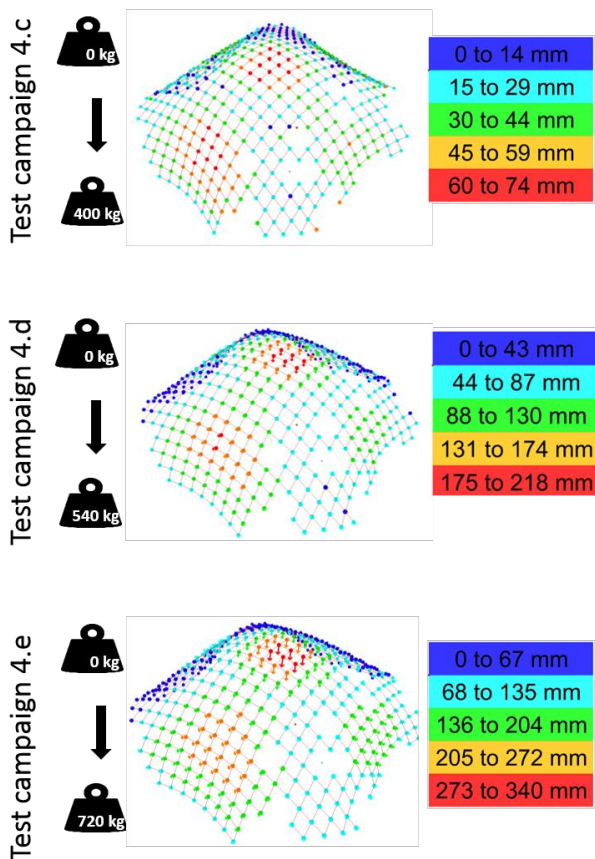 Test campaign 4.c
0 kg
400 kg
0 to 14 mm
15 to 29 mm
30 to 44 mm
45 to 59 mm
60 to 74 mm
Test campaign 4.d
0 kg
540 kg
0 to 43 mm
44 to 87 mm
88 to 130 mm
131 to 174 mm
175 to 218 mm
Test campaign 4.e
0 kg
720 kg
0 to 67 mm
68 to 135 mm
136 to 204 mm
205 to 272 mm
273 to 340 mm